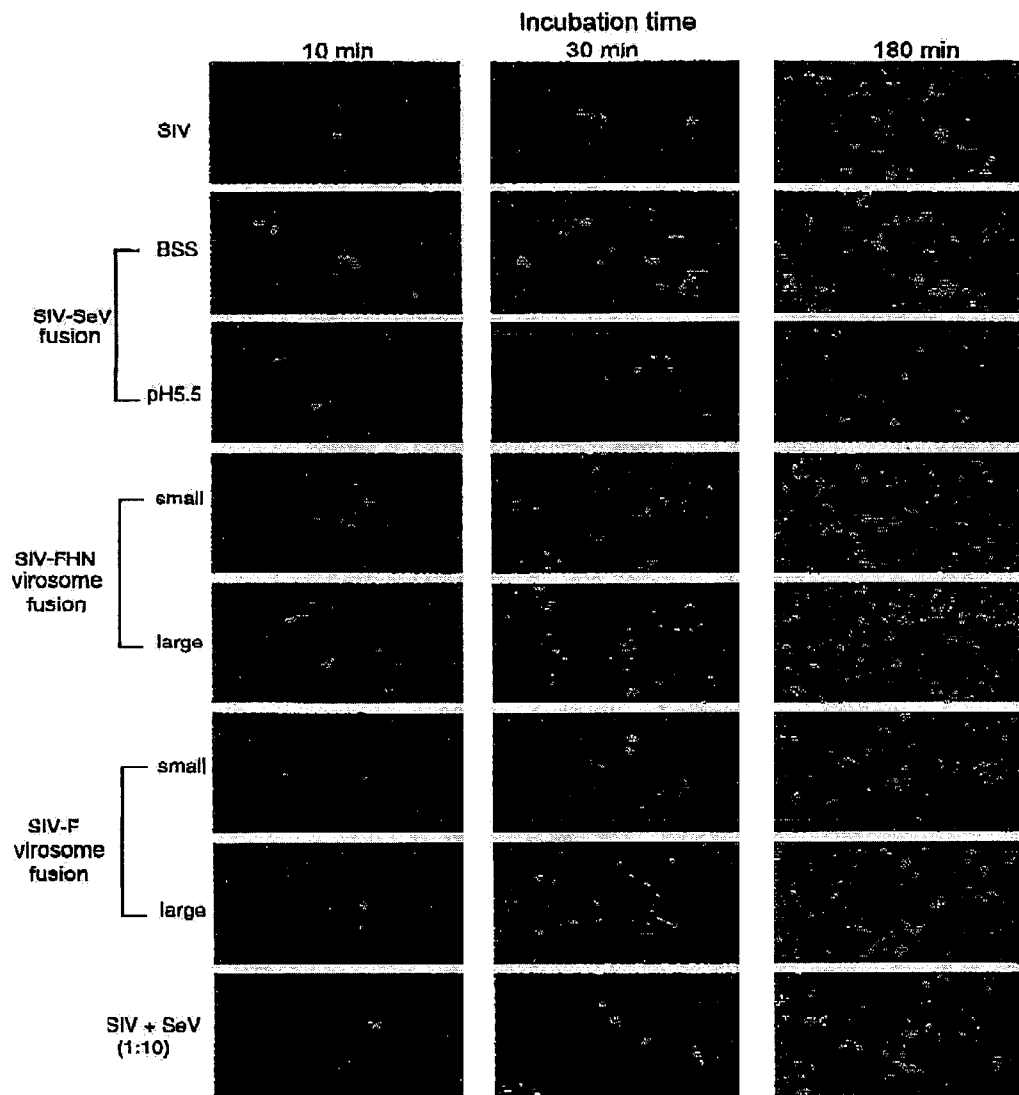 Incubation time
10 min 30 min 180 min
SIV
BSS
SIV-SeV
fusion
pH5.5
small
SIV-FHN
virosome
fusion
large
small
SIV-F
virosome
fusion
large
SIV + SeV
(1:10)